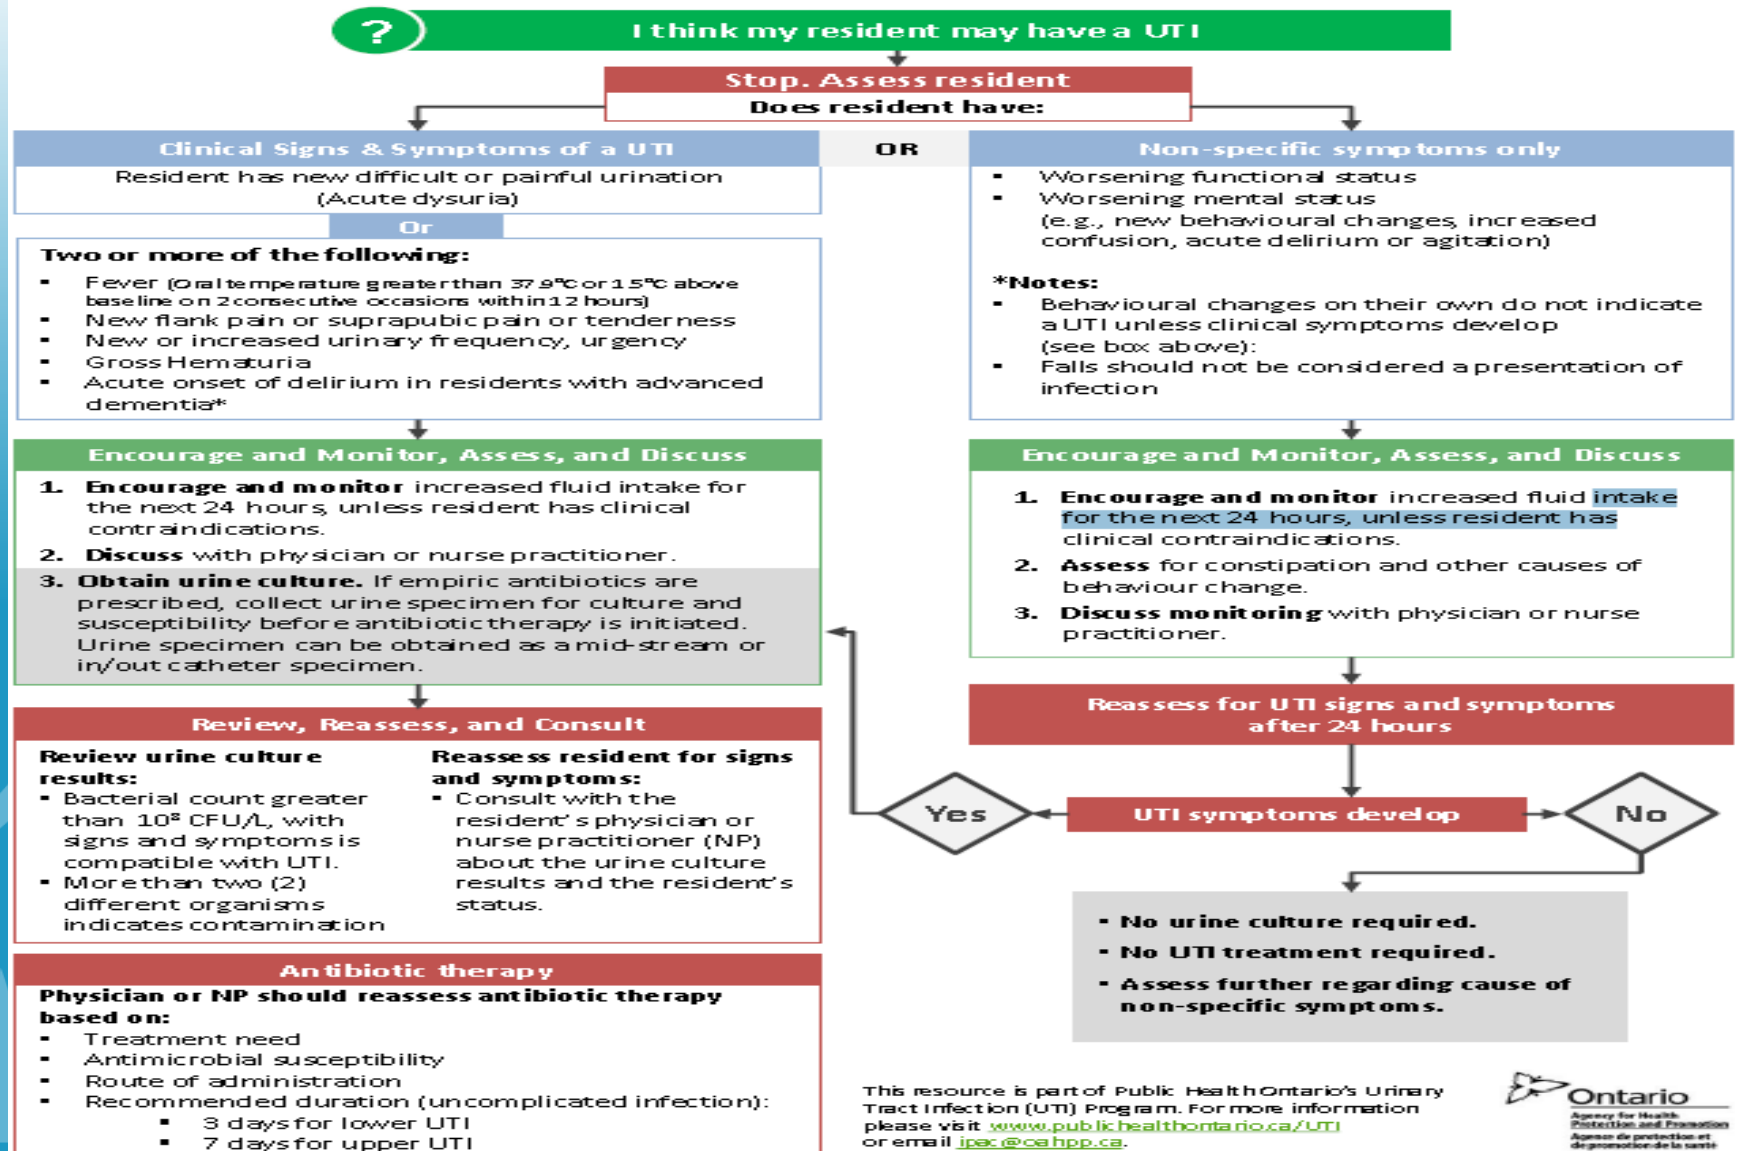 ?
I think my resident may have a UTI
Stop. Assess resident
Does resident have:
Clinical Signs & Symptoms of a UTI
Resident has new difficult or painful urination
(Acute dysuria)
Or
Two or more of the following:
▪ Fever (Oral temperature greater than 37.9°C or 1.5°C above
baseline on 2 consecutive occasions within 12 hours)
▪ New flank pain or suprapubic pain or tenderness
▪ New or increased urinary frequency, urgency
▪ Gross Hematuria
▪ Acute onset of delirium in residents with advanced
dementia*
OR
Non-specific symptoms only
▪ Worsening functional status
▪ Worsening mental status
(e.g., new behavioural changes, increased
confusion, acute delirium or agitation)
*Notes:
▪ Behavioural changes on their own do not indicate
a UTI unless clinical symptoms develop
(see box above):
▪ Falls should not be considered a presentation of
infection
Encourage and Monitor, Assess, and Discuss
1. Encourage and monitor increased fluid intake for
the next 24 hours, unless resident has clinical
contraindications.
2. Discuss with physician or nurse practitioner.
3. Obtain urine culture. If empiric antibiotics are
prescribed, collect urine specimen for culture and
susceptibility before antibiotic therapy is initiated.
Urine specimen can be obtained as a mid-stream or
in/out catheter specimen.
Encourage and Monitor, Assess, and Discuss
1. Encourage and monitor increased fluid intake
for the next 24 hours, unless resident has
clinical contraindications.
2. Assess for constipation and other causes of
behaviour change.
3. Discuss monitoring with physician or nurse
practitioner.
Reassess for UTI signs and symptoms
after 24 hours
Yes
UTI symptoms develop
No
▪ No urine culture required.
▪ No UTI treatment required.
▪ Assess further regarding cause of
non-specific symptoms.
Review, Reassess, and Consult
Review urine culture
results:
▪ Bacterial count greater
than 10⁸ CFU/L, with
signs and symptoms is
compatible with UTI.
▪ More than two (2)
different organisms
indicates contamination
Reassess resident for signs
and symptoms:
▪ Consult with the
resident's physician or
nurse practitioner (NP)
about the urine culture
results and the resident's
status.
Antibiotic therapy
Physician or NP should reassess antibiotic therapy
based on:
▪ Treatment need
▪ Antimicrobial susceptibility
▪ Route of administration
▪ Recommended duration (uncomplicated infection):
▪ 3 days for lower UTI
▪ 7 days for upper UTI
This resource is part of Public Health Ontario's Urinary
Tract Infection (UTI) Program. For more information
please visit www.publichealthontario.ca/UTI
or email ipac@oahpp.ca.
Ontario
Agency for Health
Protection and Promotion
Agence de protection et
de promotion de la santé